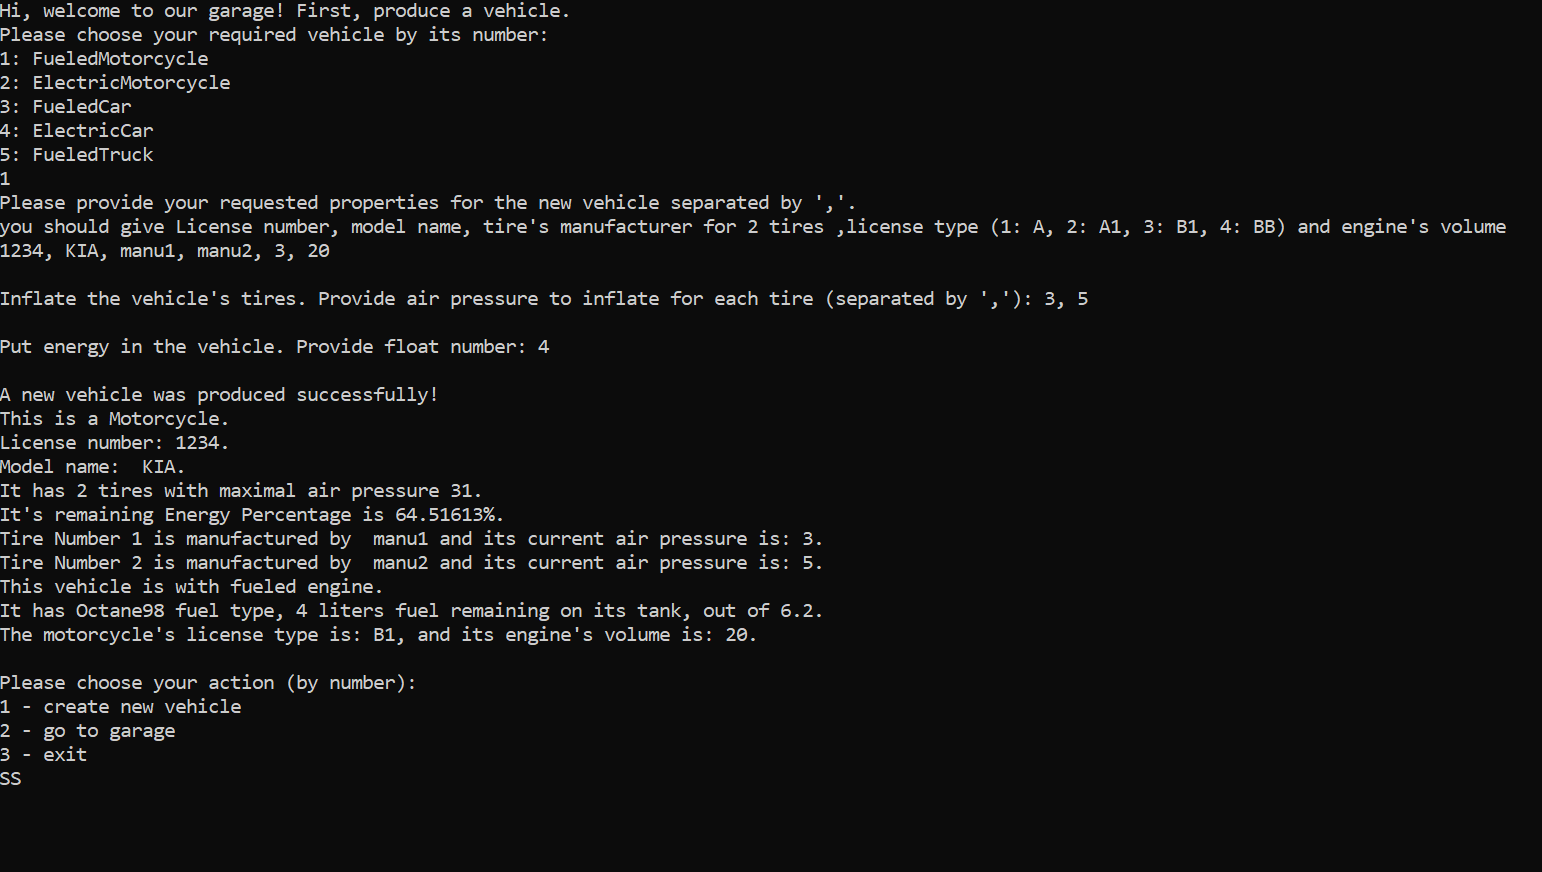 Hi, welcome to our garage! First, produce a vehicle.
Please choose your required vehicle by its number:
1: FueledMotorcycle
2: ElectricMotorcycle
3: FueledCar
4: ElectricCar
5: FueledTruck
1
Please provide your requested properties for the new vehicle separated by ','.
you should give License number, model name, tire's manufacturer for 2 tires ,license type (1: A, 2: A1, 3: B1, 4: BB) and engine's volume
1234, KIA, manu1, manu2, 3, 20
Inflate the vehicle's tires. Provide air pressure to inflate for each tire (separated by ','): 3, 5
Put energy in the vehicle. Provide float number: 4
A new vehicle was produced successfully!
This is a Motorcycle.
License number: 1234.
Model name:  KIA.
It has 2 tires with maximal air pressure 31.
It's remaining Energy Percentage is 64.51613%.
Tire Number 1 is manufactured by  manu1 and its current air pressure is: 3.
Tire Number 2 is manufactured by  manu2 and its current air pressure is: 5.
This vehicle is with fueled engine.
It has Octane98 fuel type, 4 liters fuel remaining on its tank, out of 6.2.
The motorcycle's license type is: B1, and its engine's volume is: 20.
Please choose your action (by number):
1 - create new vehicle
2 - go to garage
3 - exit
SS